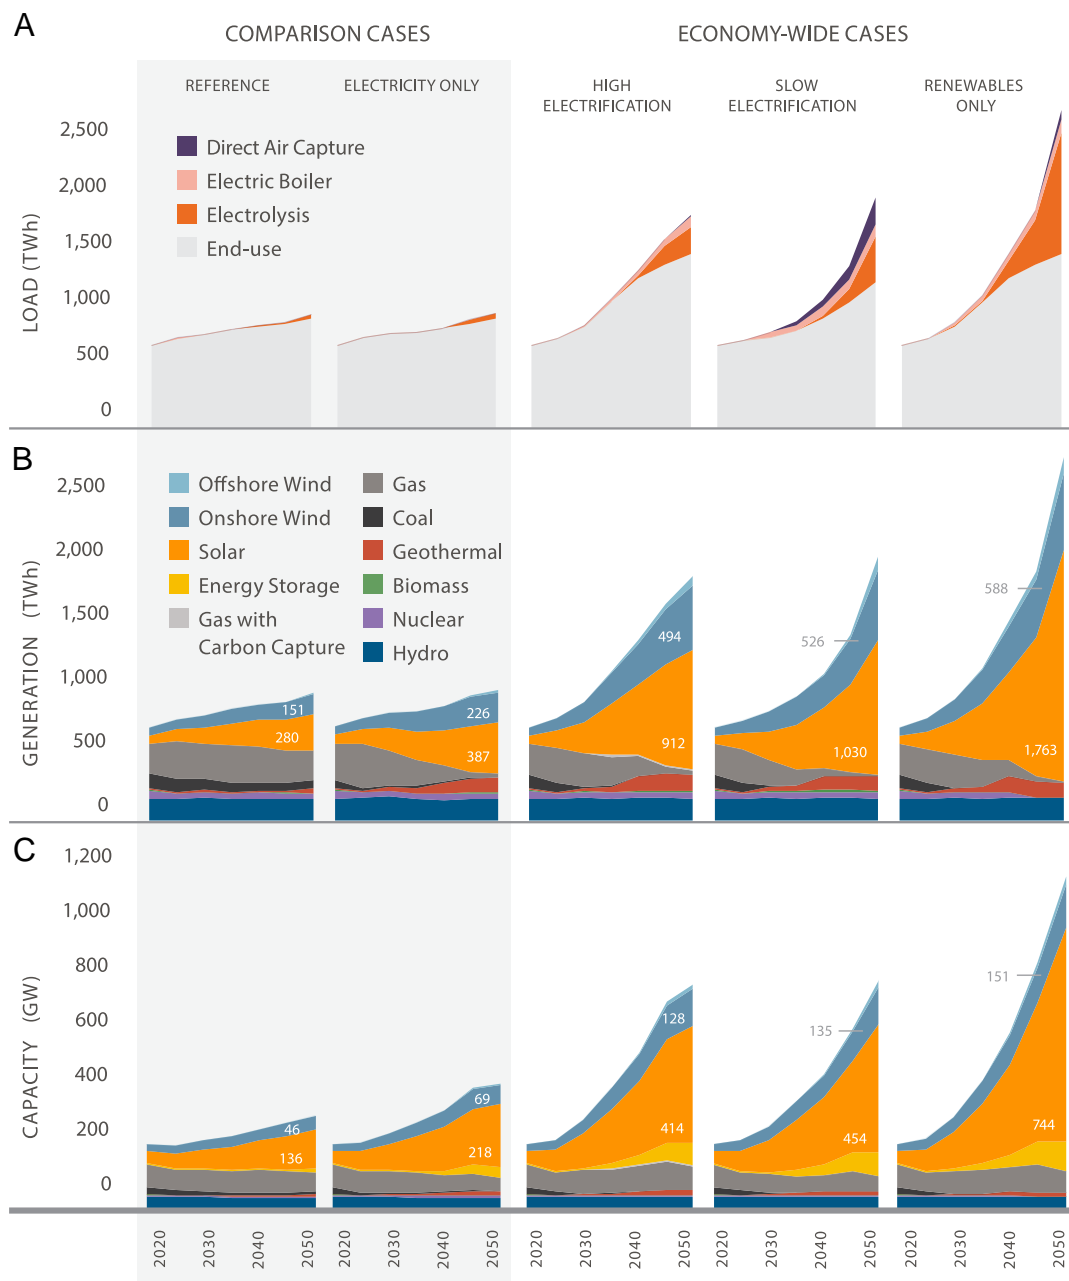 A
COMPARISON CASES
ECONOMY-WIDE CASES
REFERENCE
ELECTRICITY ONLY
HIGH
ELECTRIFICATION
SLOW
ELECTRIFICATION
RENEWABLES
ONLY
LOAD (TWh)
2,500
2,000
1,500
1,000
500
0
Direct Air Capture
Electric Boiler
Electrolysis
End-use
B
GENERATION (TWh)
2,500
2,000
1,500
1,000
500
0
Offshore Wind
Onshore Wind
Solar
Energy Storage
Gas with
Carbon Capture
Gas
Coal
Geothermal
Biomass
Nuclear
Hydro
151
280
226
387
494
912
526
1,030
588
1,763
C
CAPACITY (GW)
1,200
1,000
800
600
400
200
0
46
136
69
218
128
414
135
454
151
744
2020
2030
2040
2050
2020
2030
2040
2050
2020
2030
2040
2050
2020
2030
2040
2050
2020
2030
2040
2050